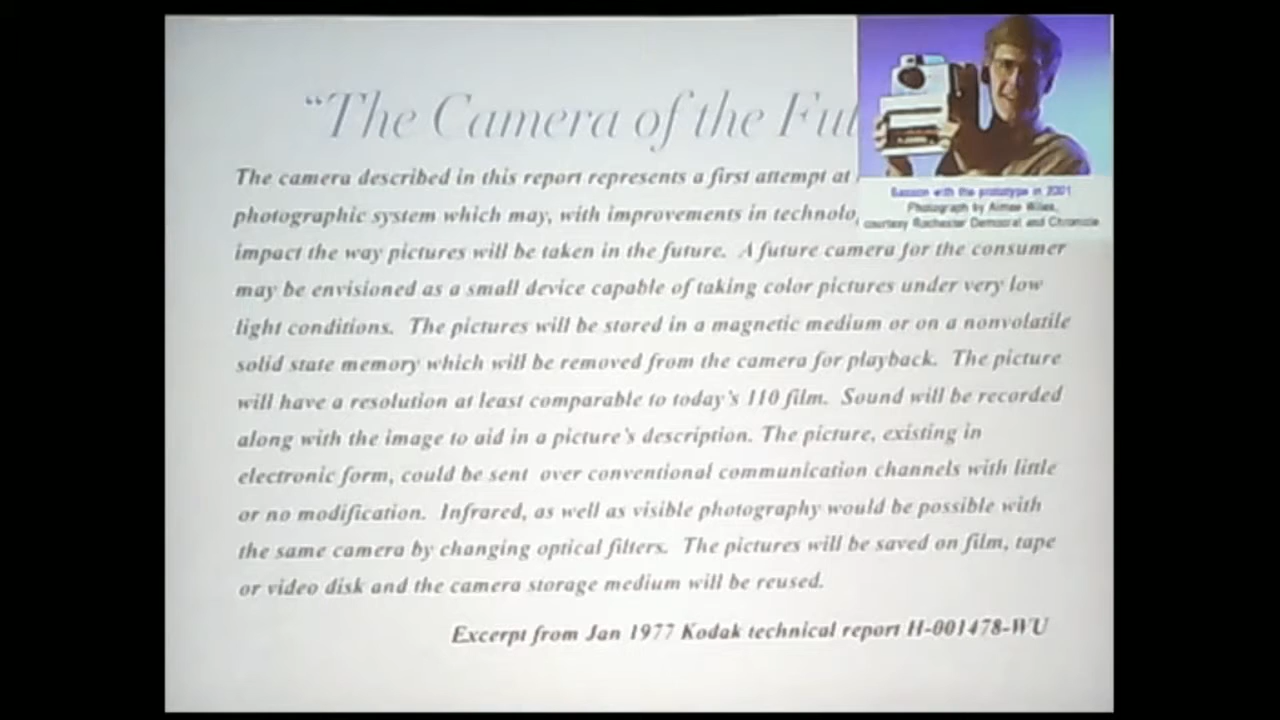 “The Camera of the Fu
The camera described in this report represents a first attempt at
photographic system which may, with improvements in technolo
impact the way pictures will be taken in the future. A future camera for the consumer
may be envisioned as a small device capable of taking color pictures under very low
light conditions. The pictures will be stored in a magnetic medium or on a nonvolatile
solid state memory which will be removed from the camera for playback. The picture
will have a resolution at least comparable to today's 110 film. Sound will be recorded
along with the image to aid in a picture's description. The picture, existing in
electronic form, could be sent over conventional communication channels with little
or no modification. Infrared, as well as visible photography would be possible with
the same camera by changing optical filters. The pictures will be saved on film, tape
or video disk and the camera storage medium will be reused.
Excerpt from Jan 1977 Kodak technical report H-001478-WU
Sasson with the prototype in 2001
Photograph by
courtesy Rochester Democrat and Chronicle